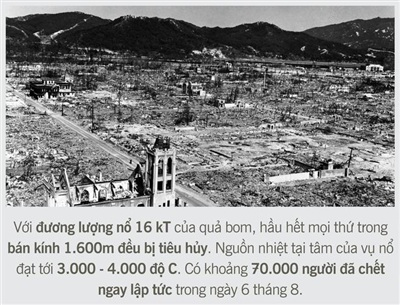 Với đương lượng nổ 16 kT của quả bom, hầu hết mọi thứ trong
bán kính 1.600m đều bị tiêu hủy. Nguồn nhiệt tại tâm của vụ nổ
đạt tới 3.000 - 4.000 độ C. Có khoảng 70.000 người đã chết
ngay lập tức trong ngày 6 tháng 8.